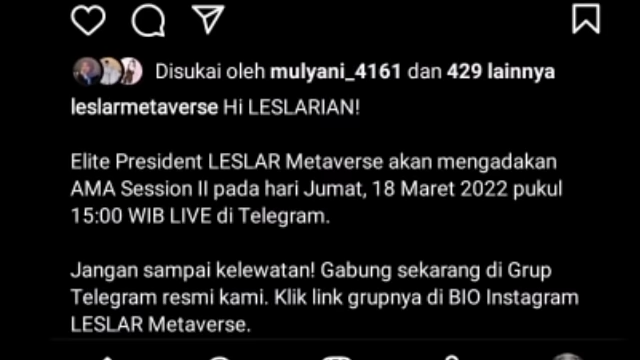 Disukai oleh mulyani_4161 dan 429 lainnya
leslarmetaverse Hi LESLARIAN!
Elite President LESLAR Metaverse akan mengadakan
AMA Session II pada hari Jumat, 18 Maret 2022 pukul
15:00 WIB LIVE di Telegram.
Jangan sampai kelewatan! Gabung sekarang di Grup
Telegram resmi kami. Klik link grupnya di BIO Instagram
LESLAR Metaverse.